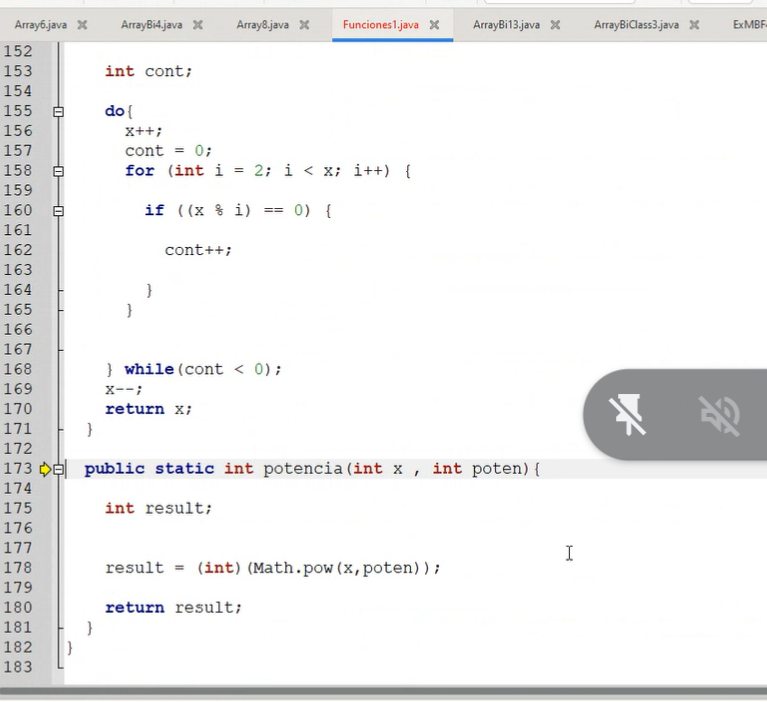 Array6.java ArrayBi4.java Array8.java Funciones1.java ArrayBi13.java ArrayBiClass3.java ExMBF
152
153 int cont;
154
155 do{
156 x++;
157 cont = 0;
158 for (int i = 2; i < x; i++) {
159
160 if ((x % i) == 0) {
161
162 cont++;
163
164 }
165 }
166
167
168 } while(cont < 0);
169 x--;
170 return x;
171 }
172
173 public static int potencia(int x , int poten){
174
175 int result;
176
177
178 result = (int)(Math.pow(x,poten));
179
180 return result;
181 }
182 }
183